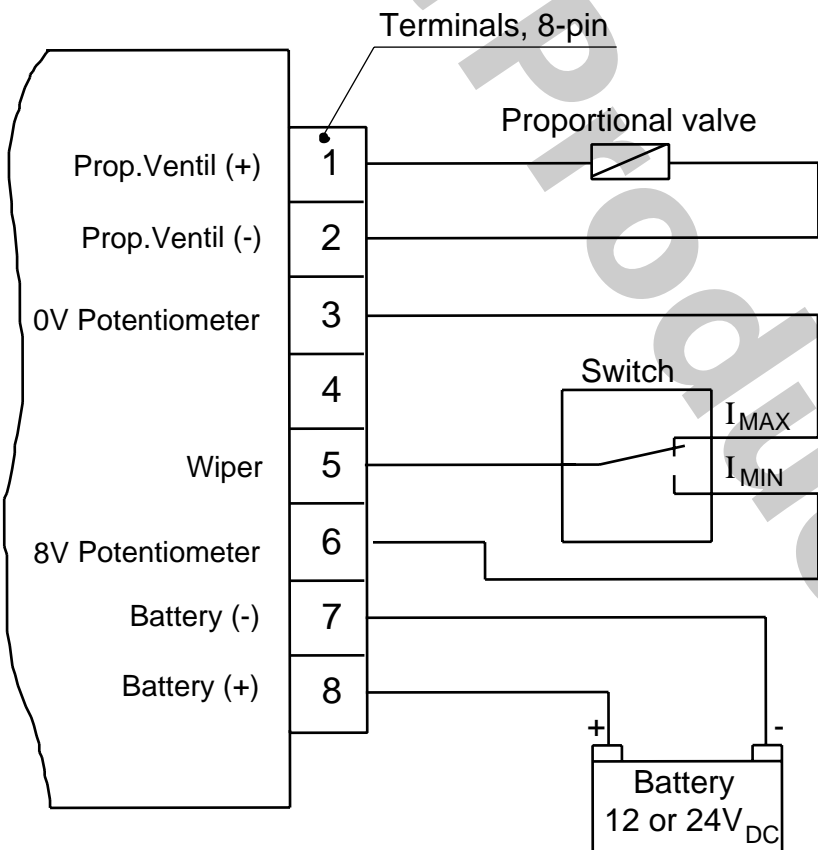 Terminals, 8-pin
Proportional valve
Prop.Ventil (+) 1
Prop.Ventil (-) 2
0V Potentiometer 3
4
Switch
I MAX
Wiper 5
I MIN
8V Potentiometer 6
Battery (-) 7
Battery (+) 8
+ -
Battery
12 or 24V DC
Produ